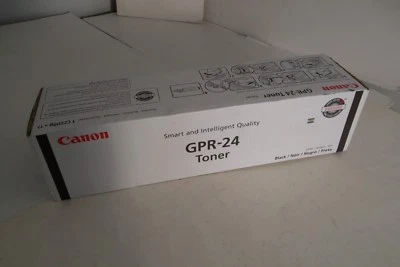 GPR-24 Toner
Canon
Smart and Intelligent Quality
GPR-24
Toner
Canon
Black / Noir / Negro / Preto